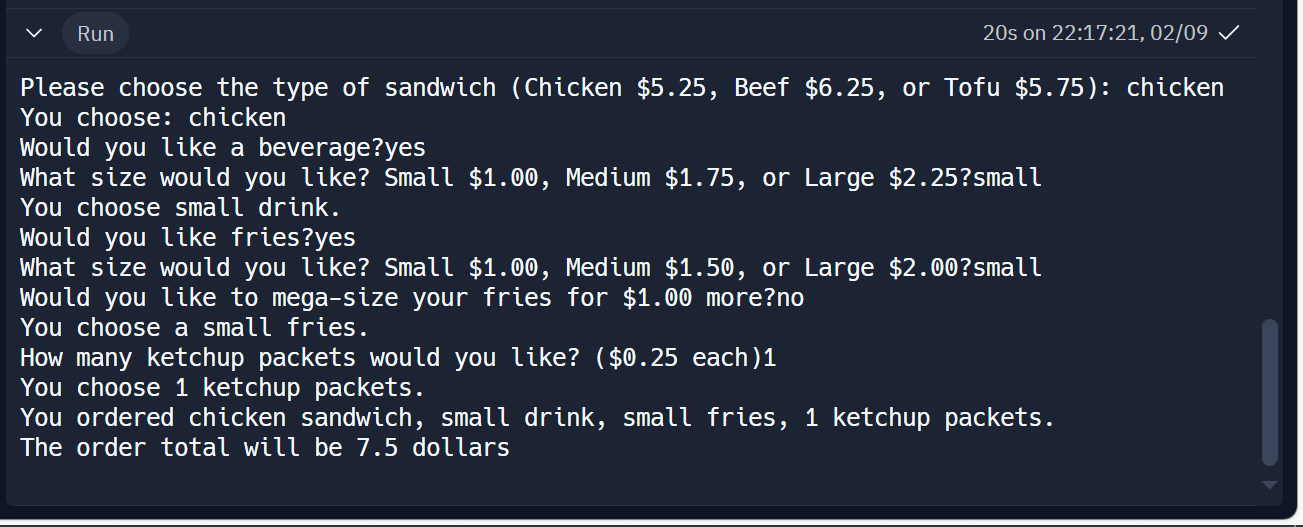 Run
20s on 22:17:21, 02/09
Please choose the type of sandwich (Chicken $5.25, Beef $6.25, or Tofu $5.75): chicken
You choose: chicken
Would you like a beverage?yes
What size would you like? Small $1.00, Medium $1.75, or Large $2.25?small
You choose small drink.
Would you like fries?yes
What size would you like? Small $1.00, Medium $1.50, or Large $2.00?small
Would you like to mega-size your fries for $1.00 more?no
You choose a small fries.
How many ketchup packets would you like? ($0.25 each)1
You choose 1 ketchup packets.
You ordered chicken sandwich, small drink, small fries, 1 ketchup packets.
The order total will be 7.5 dollars